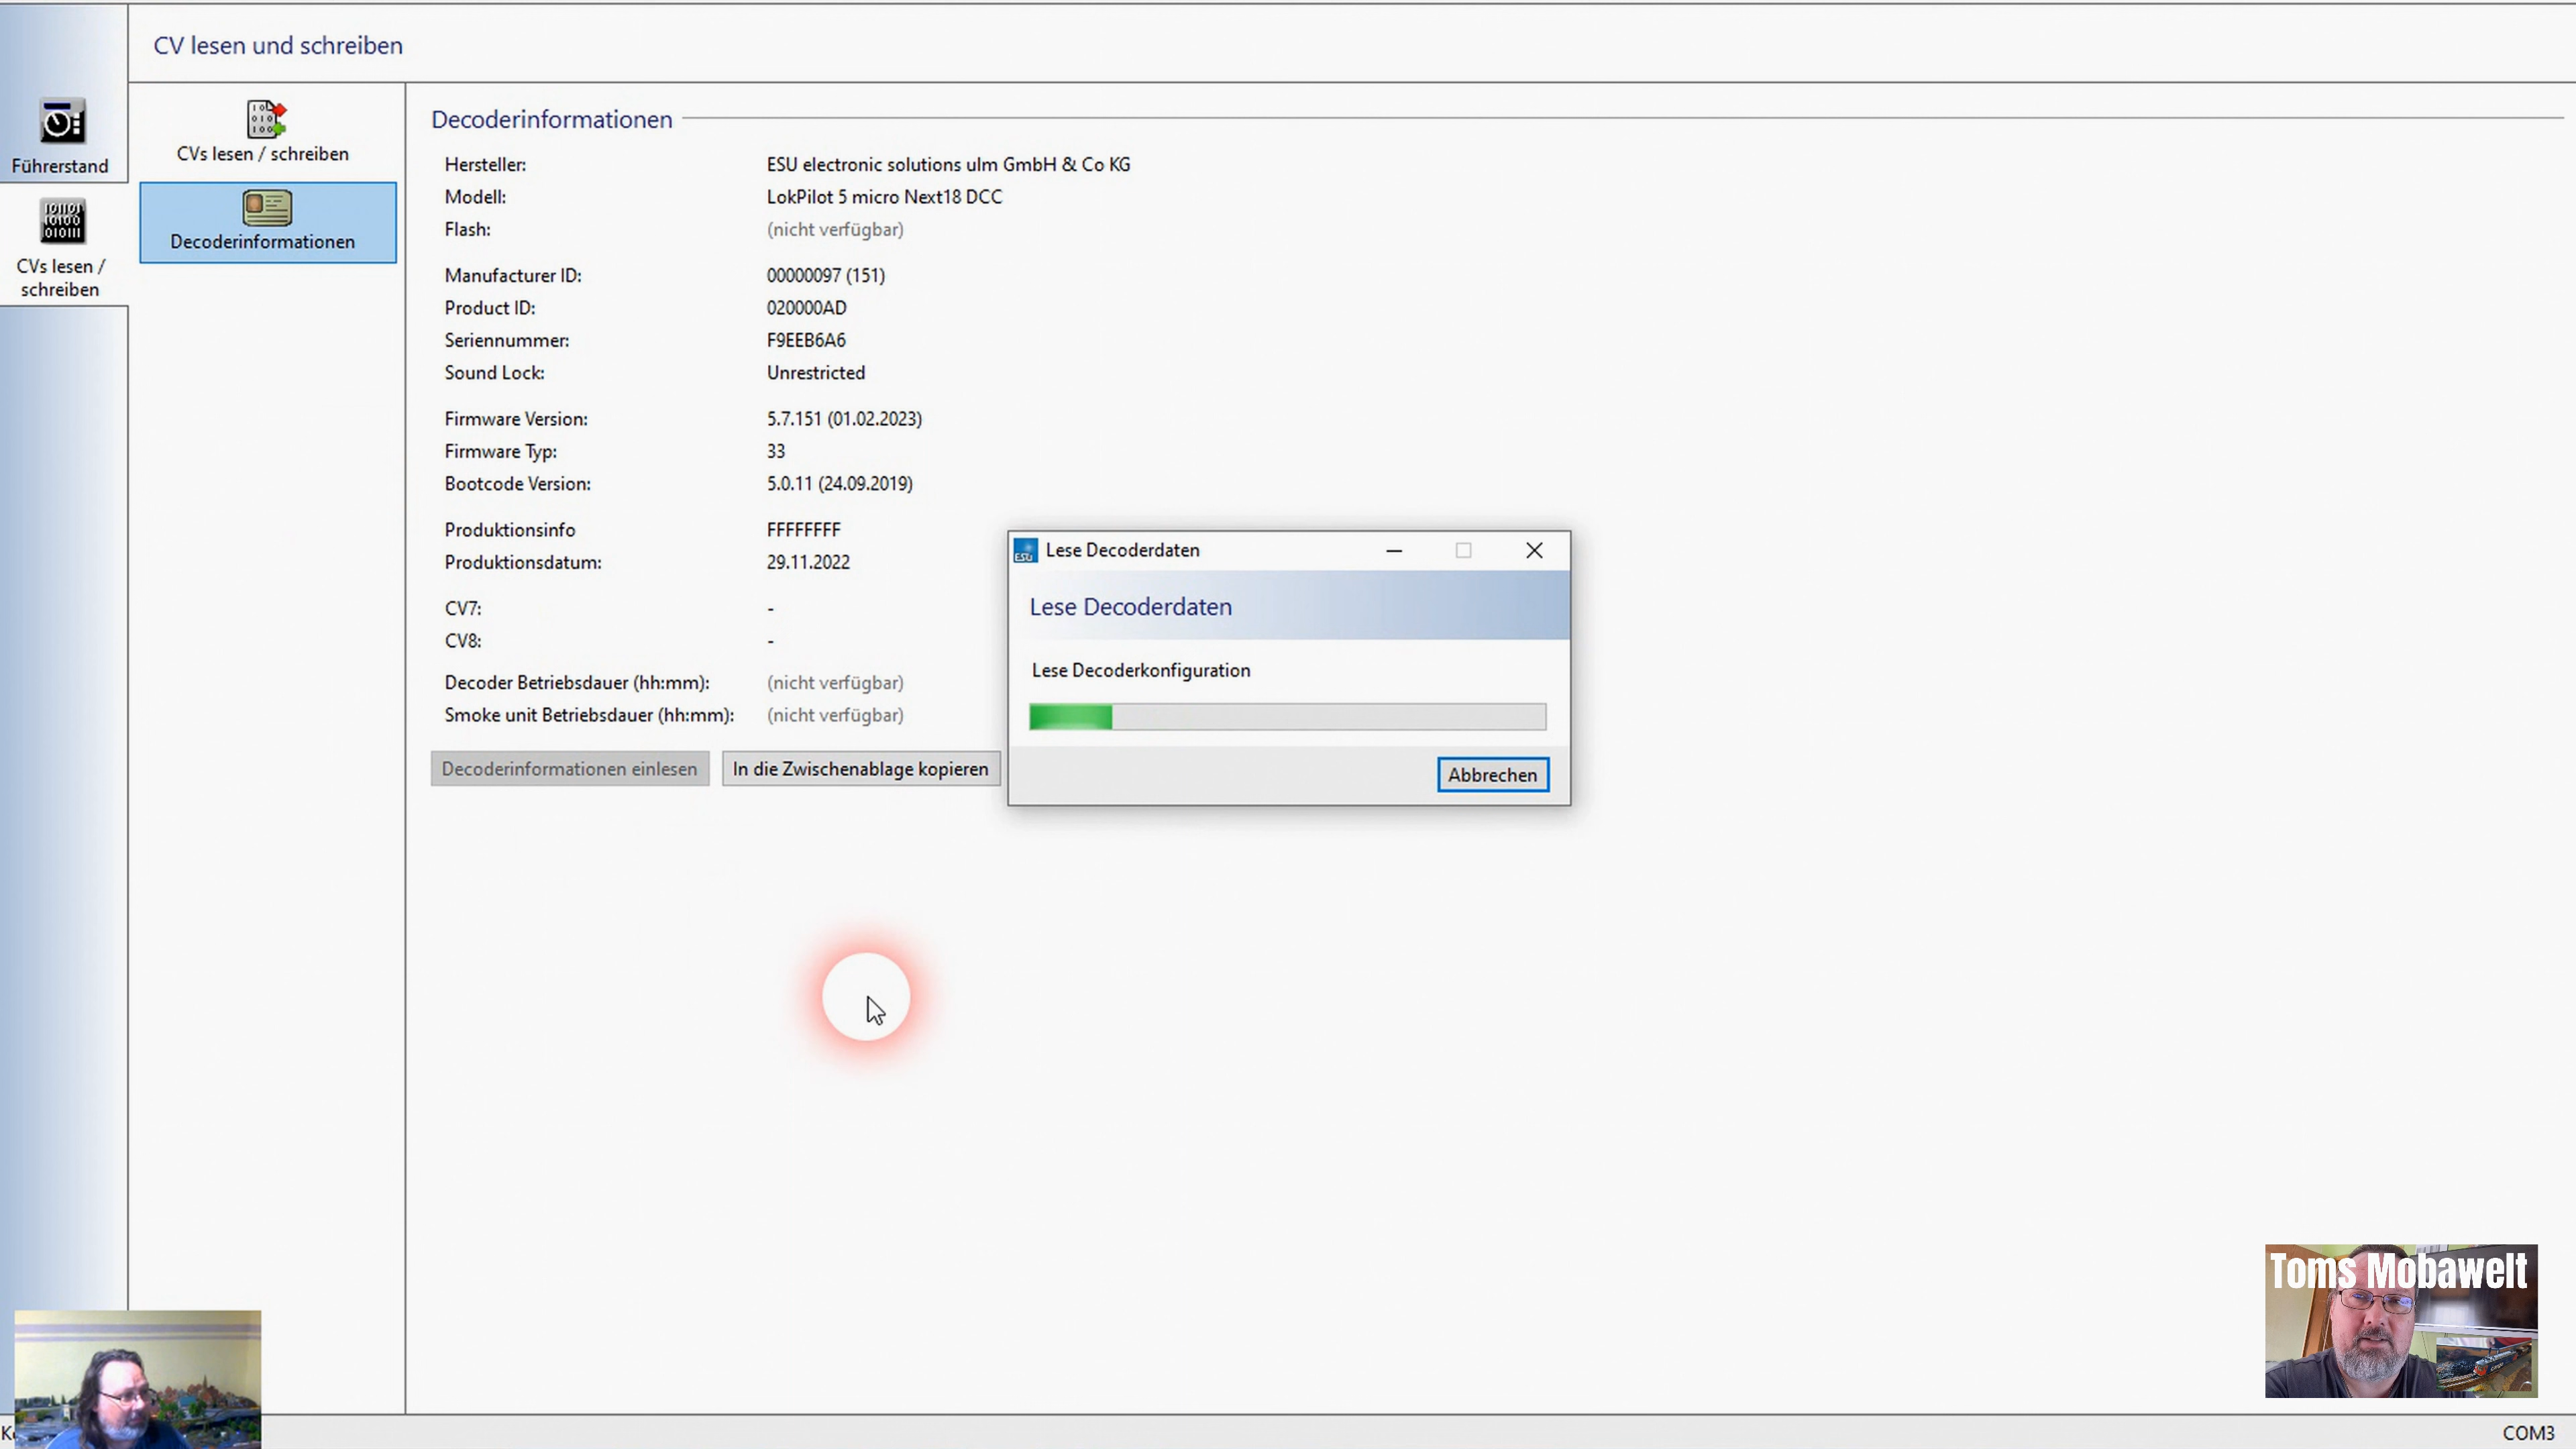 CV lesen und schreiben
Führerstand
CVs lesen /
schreiben
CVs lesen / schreiben
Decoderinformationen
Decoderinformationen
Hersteller: ESU electronic solutions ulm GmbH & Co KG
Modell: LokPilot 5 micro Next18 DCC
Flash: (nicht verfügbar)
Manufacturer ID: 00000097 (151)
Product ID: 020000AD
Seriennummer: F9EEB6A6
Sound Lock: Unrestricted
Firmware Version: 5.7.151 (01.02.2023)
Firmware Typ: 33
Bootcode Version: 5.0.11 (24.09.2019)
Produktionsinfo FFFFFFFF
Produktionsdatum: 29.11.2022
CV7: -
CV8: -
Decoder Betriebsdauer (hh:mm): (nicht verfügbar)
Smoke unit Betriebsdauer (hh:mm): (nicht verfügbar)
Decoderinformationen einlesen In die Zwischenablage kopieren
ESU Lese Decoderdaten
Lese Decoderdaten
Lese Decoderkonfiguration
Abbrechen
Toms Mobawelt
COM3